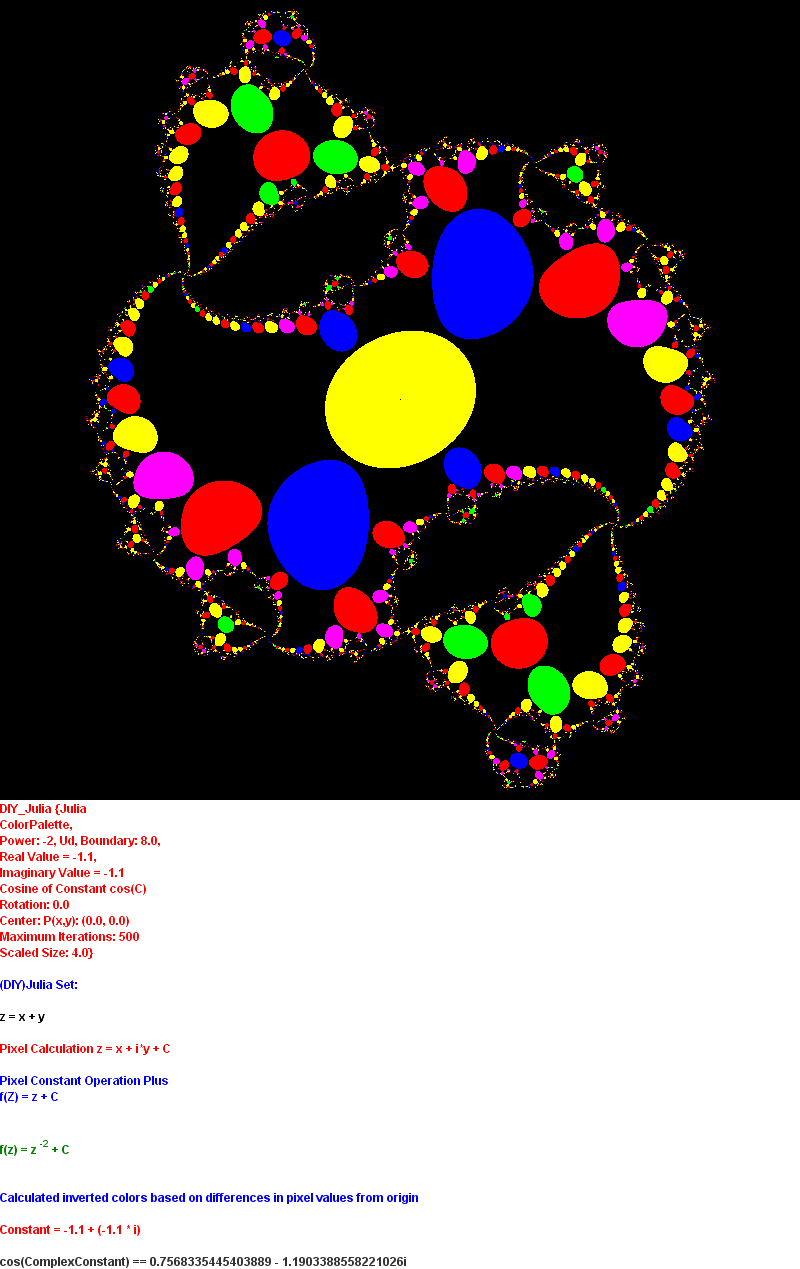 DIY_Julia {Julia
ColorPalette,
Power: -2, Ud, Boundary: 8.0,
Real Value = -1.1,
Imaginary Value = -1.1
Cosine of Constant cos(C)
Rotation: 0.0
Center: P(x,y): (0.0, 0.0)
Maximum Iterations: 500
Scaled Size: 4.0}
(DIY)Julia Set:
z = x + y
Pixel Calculation z = x + i*y + C
Pixel Constant Operation Plus
f(Z) = z + C
f(z) = z -2 + C
Calculated inverted colors based on differences in pixel values from origin
Constant = -1.1 + (-1.1 * i)
cos(ComplexConstant) == 0.7568335445403889 - 1.1903388558221026i